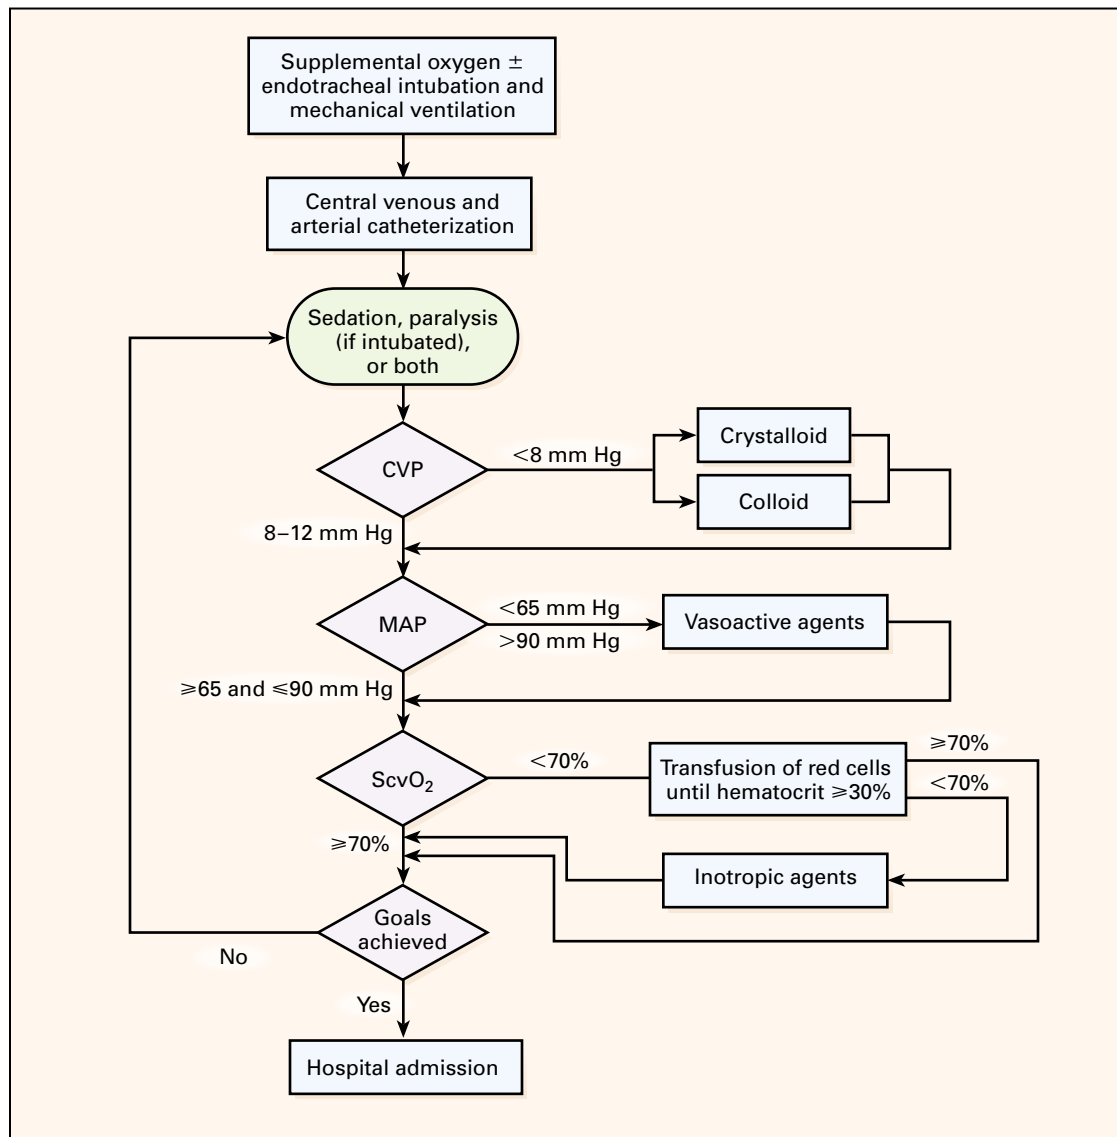 Supplemental oxygen ±
endotracheal intubation and
mechanical ventilation
Central venous and
arterial catheterization
Sedation, paralysis
(if intubated),
or both
CVP
<8 mm Hg
Crystalloid
Colloid
8–12 mm Hg
MAP
<65 mm Hg
>90 mm Hg
Vasoactive agents
⩾65 and ⩽90 mm Hg
ScvO₂
<70%
Transfusion of red cells
until hematocrit ⩾30%
⩾70%
<70%
⩾70%
Inotropic agents
Goals
achieved
No
Yes
Hospital admission